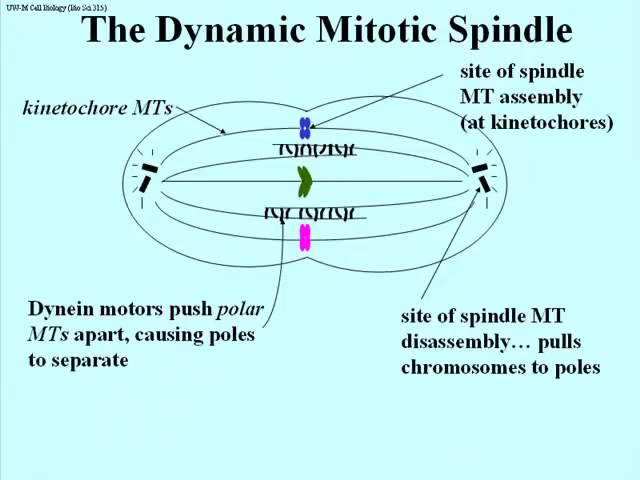 UW-M Cell Biology (Bio Sci 315)
The Dynamic Mitotic Spindle
kinetochore MTs
site of spindle
MT assembly
(at kinetochores)
Dynein motors push polar
MTs apart, causing poles
to separate
site of spindle MT
disassembly… pulls
chromosomes to poles